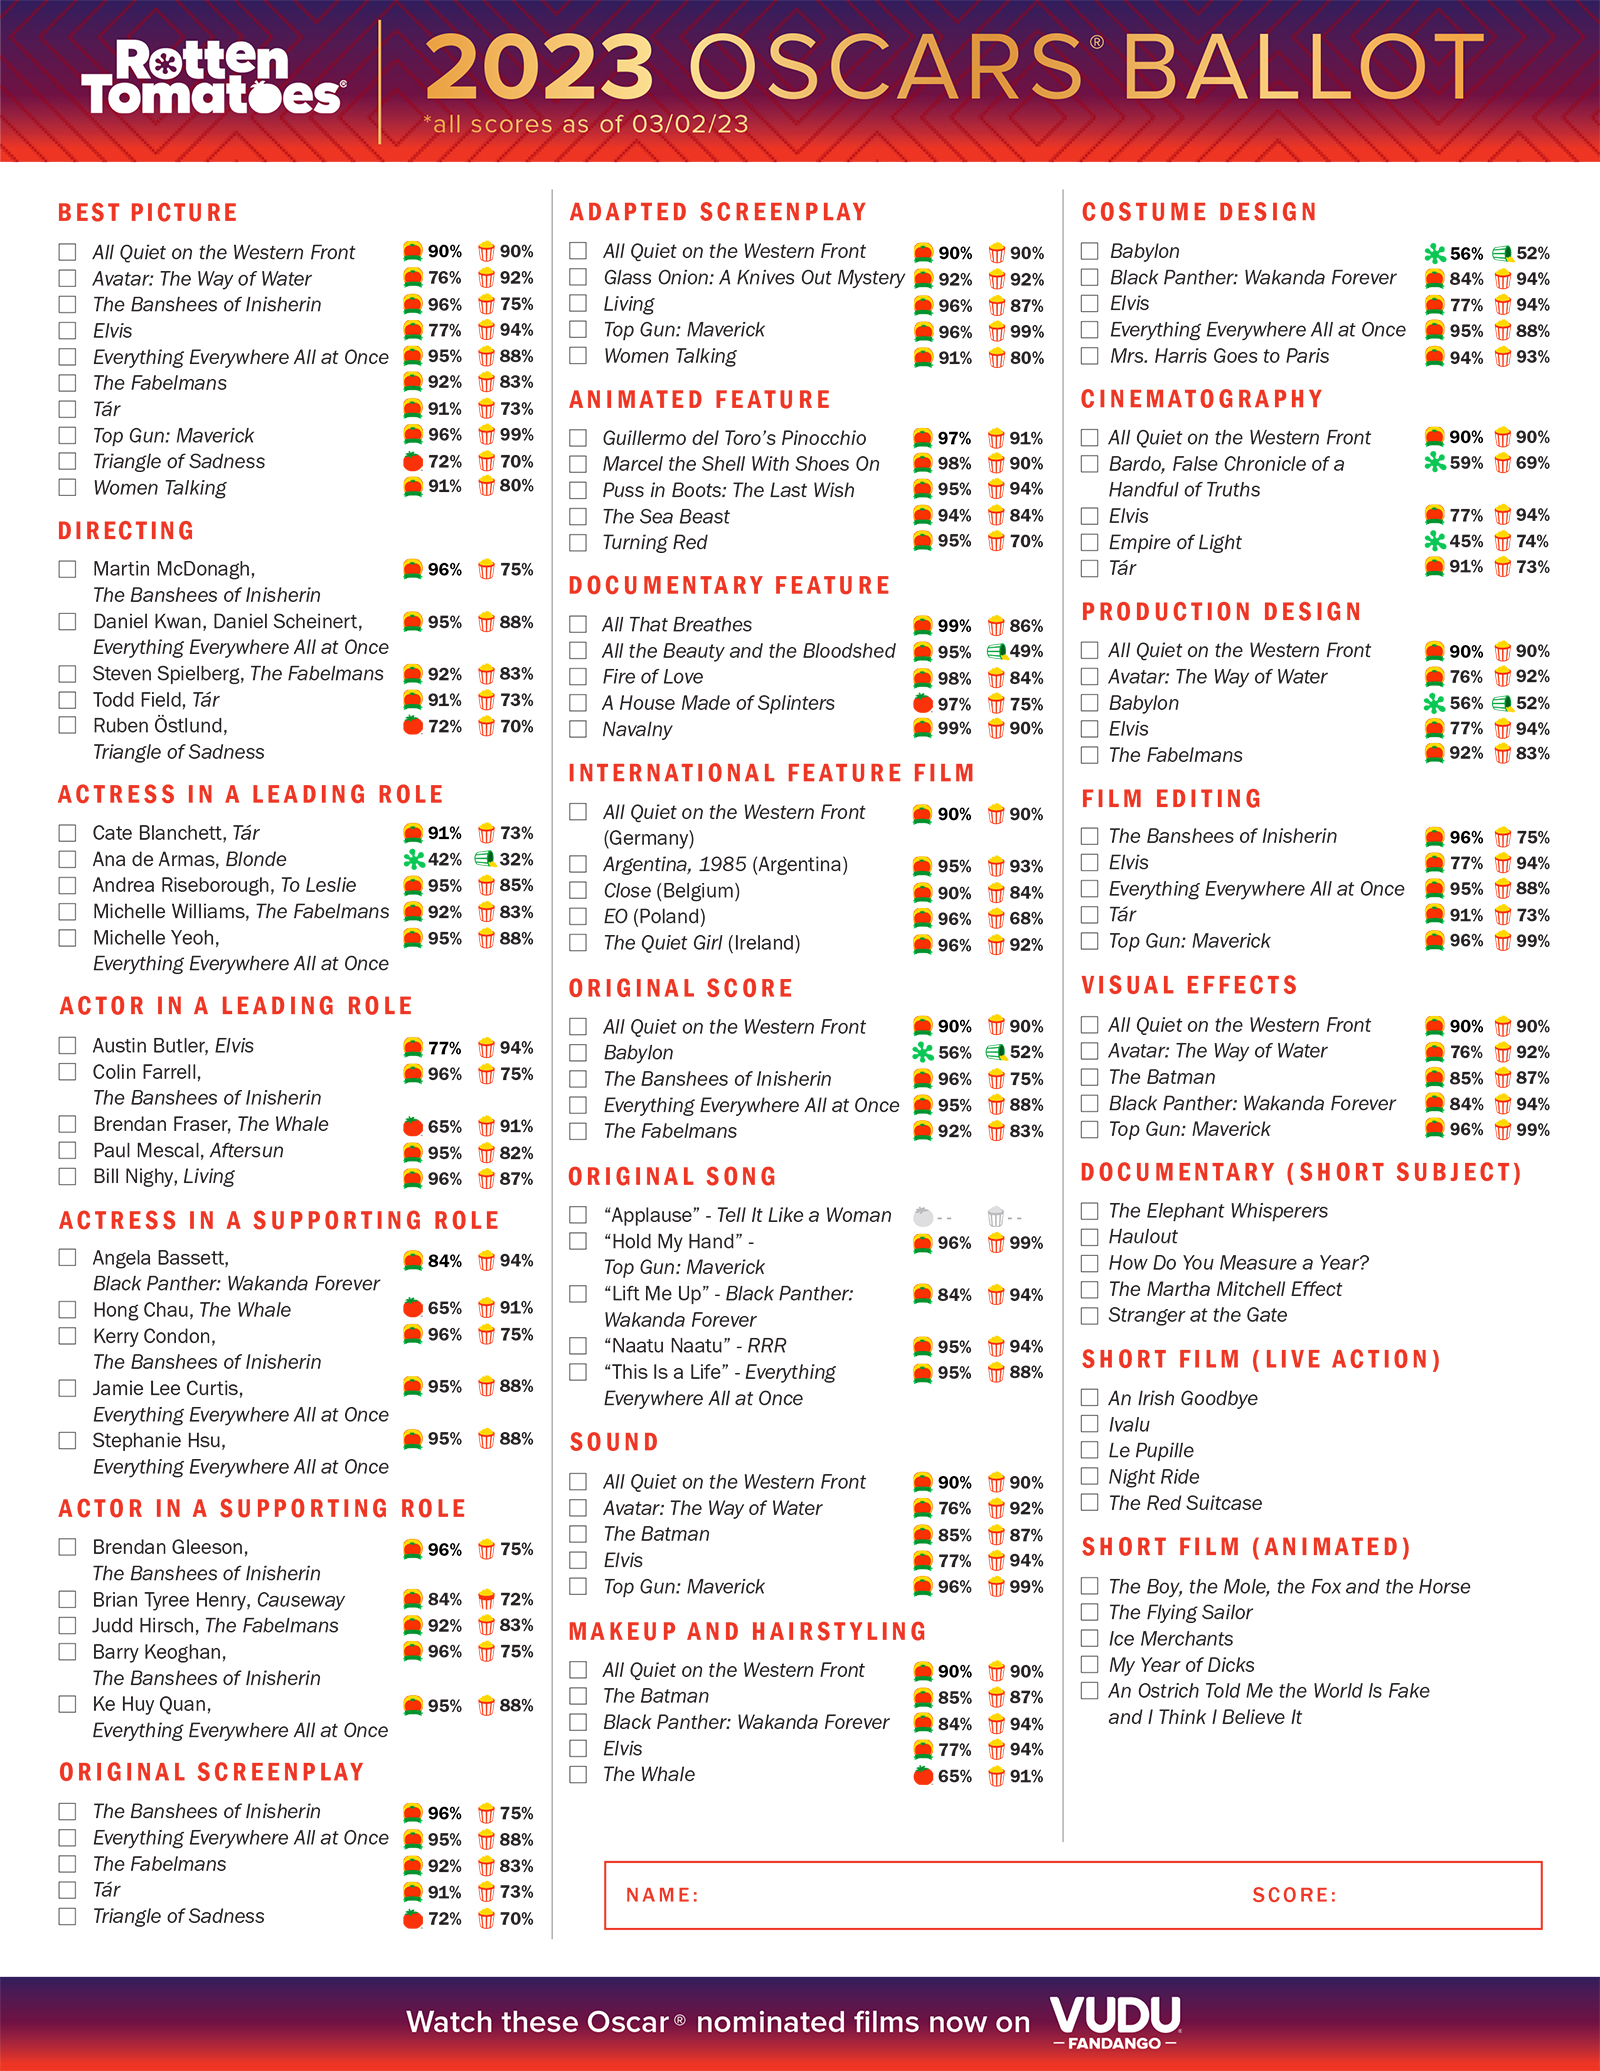 Rotten
Tomatoes®
2023 OSCARS® BALLOT
*all scores as of 03/02/23
BEST PICTURE
All Quiet on the Western Front 90% 90%
Avatar: The Way of Water 76% 92%
The Banshees of Inisherin 96% 75%
Elvis 77% 94%
Everything Everywhere All at Once 95% 88%
The Fabelmans 92% 83%
Tár 91% 73%
Top Gun: Maverick 96% 99%
Triangle of Sadness 72% 70%
Women Talking 91% 80%
DIRECTING
Martin McDonagh, 96% 75%
The Banshees of Inisherin
Daniel Kwan, Daniel Scheinert, 95% 88%
Everything Everywhere All at Once
Steven Spielberg, The Fabelmans 92% 83%
Todd Field, Tár 91% 73%
Ruben Östlund, 72% 70%
Triangle of Sadness
ACTRESS IN A LEADING ROLE
Cate Blanchett, Tár 91% 73%
Ana de Armas, Blonde 42% 32%
Andrea Riseborough, To Leslie 95% 85%
Michelle Williams, The Fabelmans 92% 83%
Michelle Yeoh, 95% 88%
Everything Everywhere All at Once
ACTOR IN A LEADING ROLE
Austin Butler, Elvis 77% 94%
Colin Farrell, 96% 75%
The Banshees of Inisherin
Brendan Fraser, The Whale 65% 91%
Paul Mescal, Aftersun 95% 82%
Bill Nighy, Living 96% 87%
ACTRESS IN A SUPPORTING ROLE
Angela Bassett, 84% 94%
Black Panther: Wakanda Forever
Hong Chau, The Whale 65% 91%
Kerry Condon, 96% 75%
The Banshees of Inisherin
Jamie Lee Curtis, 95% 88%
Everything Everywhere All at Once
Stephanie Hsu, 95% 88%
Everything Everywhere All at Once
ACTOR IN A SUPPORTING ROLE
Brendan Gleeson, 96% 75%
The Banshees of Inisherin
Brian Tyree Henry, Causeway 84% 72%
Judd Hirsch, The Fabelmans 92% 83%
Barry Keoghan, 96% 75%
The Banshees of Inisherin
Ke Huy Quan, 95% 88%
Everything Everywhere All at Once
ORIGINAL SCREENPLAY
The Banshees of Inisherin 96% 75%
Everything Everywhere All at Once 95% 88%
The Fabelmans 92% 83%
Tár 91% 73%
Triangle of Sadness 72% 70%
ADAPTED SCREENPLAY
All Quiet on the Western Front 90% 90%
Glass Onion: A Knives Out Mystery 92% 92%
Living 96% 87%
Top Gun: Maverick 96% 99%
Women Talking 91% 80%
ANIMATED FEATURE
Guillermo del Toro’s Pinocchio 97% 91%
Marcel the Shell With Shoes On 98% 90%
Puss in Boots: The Last Wish 95% 94%
The Sea Beast 94% 84%
Turning Red 95% 70%
DOCUMENTARY FEATURE
All That Breathes 99% 86%
All the Beauty and the Bloodshed 95% 49%
Fire of Love 98% 84%
A House Made of Splinters 97% 75%
Navalny 99% 90%
INTERNATIONAL FEATURE FILM
All Quiet on the Western Front 90% 90%
(Germany)
Argentina, 1985 (Argentina) 95% 93%
Close (Belgium) 90% 84%
EO (Poland) 96% 68%
The Quiet Girl (Ireland) 96% 92%
ORIGINAL SCORE
All Quiet on the Western Front 90% 90%
Babylon 56% 52%
The Banshees of Inisherin 96% 75%
Everything Everywhere All at Once 95% 88%
The Fabelmans 92% 83%
ORIGINAL SONG
“Applause” - Tell It Like a Woman -- --
“Hold My Hand” - 96% 99%
Top Gun: Maverick
“Lift Me Up” - Black Panther: 84% 94%
Wakanda Forever
“Naatu Naatu” - RRR 95% 94%
“This Is a Life” - Everything 95% 88%
Everywhere All at Once
SOUND
All Quiet on the Western Front 90% 90%
Avatar: The Way of Water 76% 92%
The Batman 85% 87%
Elvis 77% 94%
Top Gun: Maverick 96% 99%
MAKEUP AND HAIRSTYLING
All Quiet on the Western Front 90% 90%
The Batman 85% 87%
Black Panther: Wakanda Forever 84% 94%
Elvis 77% 94%
The Whale 65% 91%
COSTUME DESIGN
Babylon 56% 52%
Black Panther: Wakanda Forever 84% 94%
Elvis 77% 94%
Everything Everywhere All at Once 95% 88%
Mrs. Harris Goes to Paris 94% 93%
CINEMATOGRAPHY
All Quiet on the Western Front 90% 90%
Bardo, False Chronicle of a 59% 69%
Handful of Truths
Elvis 77% 94%
Empire of Light 45% 74%
Tár 91% 73%
PRODUCTION DESIGN
All Quiet on the Western Front 90% 90%
Avatar: The Way of Water 76% 92%
Babylon 56% 52%
Elvis 77% 94%
The Fabelmans 92% 83%
FILM EDITING
The Banshees of Inisherin 96% 75%
Elvis 77% 94%
Everything Everywhere All at Once 95% 88%
Tár 91% 73%
Top Gun: Maverick 96% 99%
VISUAL EFFECTS
All Quiet on the Western Front 90% 90%
Avatar: The Way of Water 76% 92%
The Batman 85% 87%
Black Panther: Wakanda Forever 84% 94%
Top Gun: Maverick 96% 99%
DOCUMENTARY (SHORT SUBJECT)
The Elephant Whisperers
Haulout
How Do You Measure a Year?
The Martha Mitchell Effect
Stranger at the Gate
SHORT FILM (LIVE ACTION)
An Irish Goodbye
Ivalu
Le Pupille
Night Ride
The Red Suitcase
SHORT FILM (ANIMATED)
The Boy, the Mole, the Fox and the Horse
The Flying Sailor
Ice Merchants
My Year of Dicks
An Ostrich Told Me the World Is Fake
and I Think I Believe It
NAME: SCORE:
Watch these Oscar® nominated films now on VUDU
FANDANGO